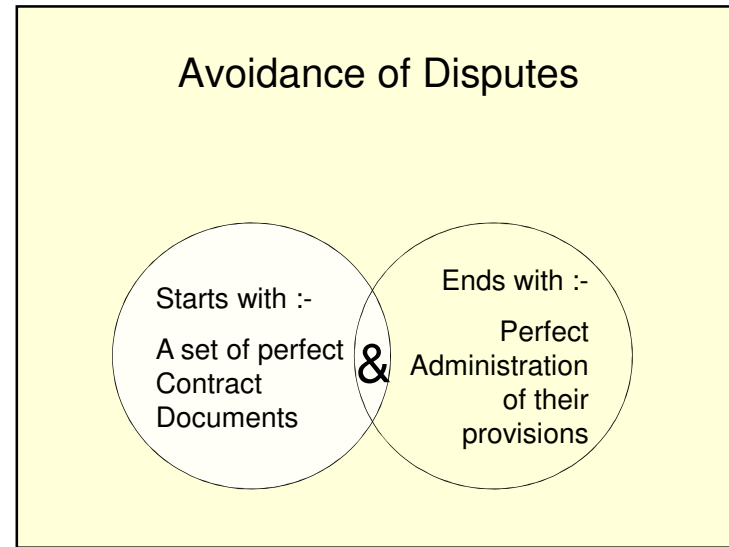 Avoidance of Disputes
Starts with :-
A set of perfect
Contract
Documents
&
Ends with :-
Perfect
Administration
of their
provisions